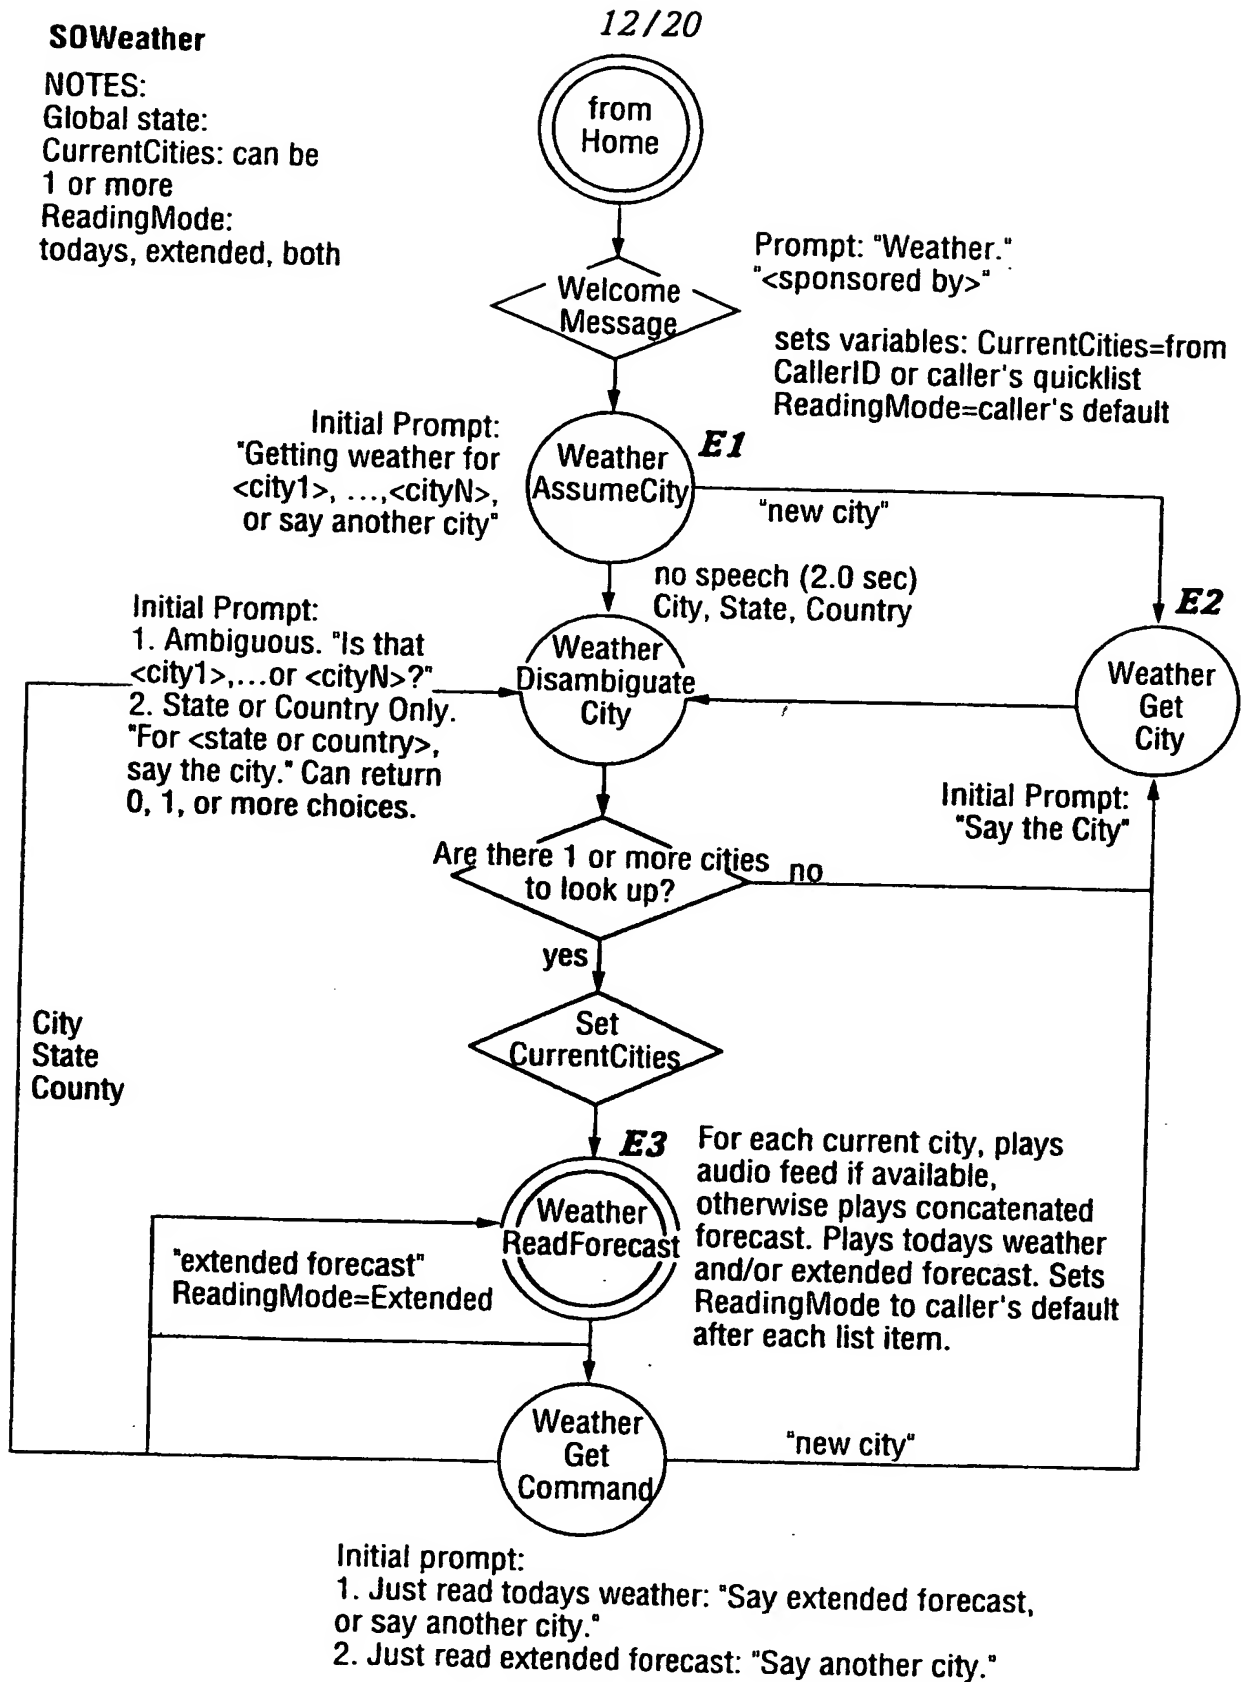 12/20
SOWeather
NOTES:
Global state:
CurrentCities: can be
1 or more
ReadingMode:
todays, extended, both
from
Home
Welcome
Message
Prompt: "Weather."
"<sponsored by>"
sets variables: CurrentCities=from
CallerID or caller's quicklist
ReadingMode=caller's default
Initial Prompt:
"Getting weather for
<city1>, ...,<cityN>,
or say another city"
Weather
AssumeCity
E1
"new city"
no speech (2.0 sec)
City, State, Country
Initial Prompt:
1. Ambiguous. "Is that
<city1>,...or <cityN>?"
2. State or Country Only.
"For <state or country>,
say the city." Can return
0, 1, or more choices.
Weather
Disambiguate
City
E2
Weather
Get
City
Initial Prompt:
"Say the City"
Are there 1 or more cities
to look up?
no
yes
Set
CurrentCities
City
State
County
E3
Weather
ReadForecast
For each current city, plays
audio feed if available,
otherwise plays concatenated
forecast. Plays todays weather
and/or extended forecast. Sets
ReadingMode to caller's default
after each list item.
"extended forecast"
ReadingMode=Extended
Weather
Get
Command
"new city"
Initial prompt:
1. Just read todays weather: "Say extended forecast,
or say another city."
2. Just read extended forecast: "Say another city."